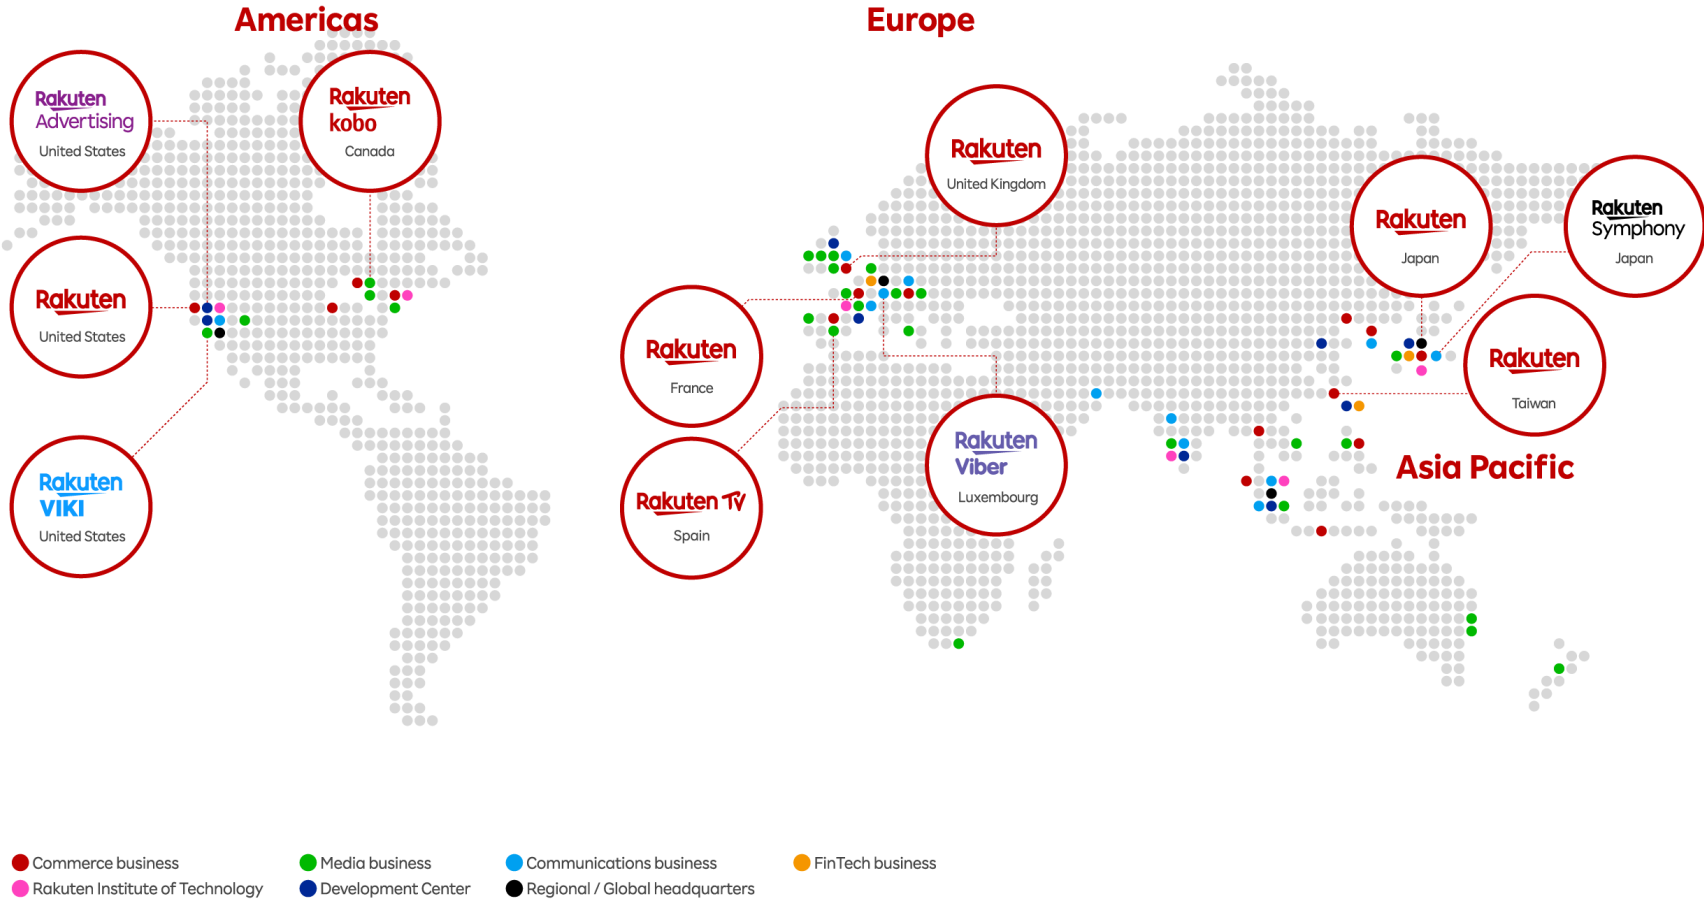 Americas
Europe
Rakuten
Advertising
United States
Rakuten
kobo
Canada
Rakuten
United States
Rakuten
VIKI
United States
Rakuten
United Kingdom
Rakuten
France
Rakuten TV
Spain
Rakuten
Viber
Luxembourg
Rakuten
Japan
Rakuten
Symphony
Japan
Rakuten
Taiwan
Asia Pacific
Commerce business
Media business
Communications business
FinTech business
Rakuten Institute of Technology
Development Center
Regional / Global headquarters